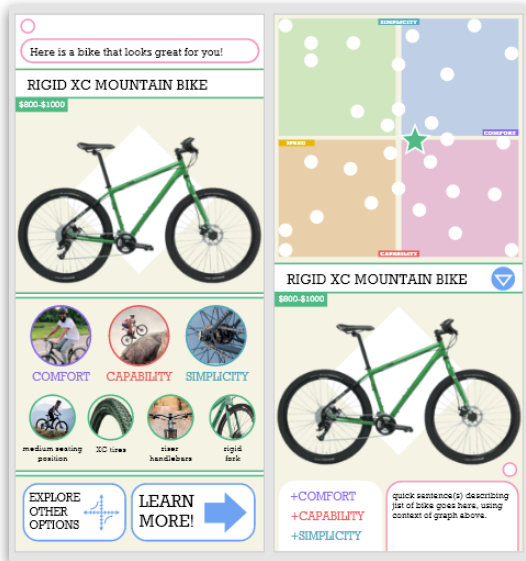 Here is a bike that looks great for you!
RIGID XC MOUNTAIN BIKE
$800-$1000
COMFORT
CAPABILITY
SIMPLICITY
medium seating
position
XC tires
riser
handlebars
rigid
fork
EXPLORE
OTHER
OPTIONS
LEARN
MORE!
SIMPLICITY
COMFORT
SPEED
CAPABILITY
RIGID XC MOUNTAIN BIKE
$800-$1000
+COMFORT
+CAPABILITY
+SIMPLICITY
quick sentence(s) describing
jist of bike goes here, using
context of graph above.